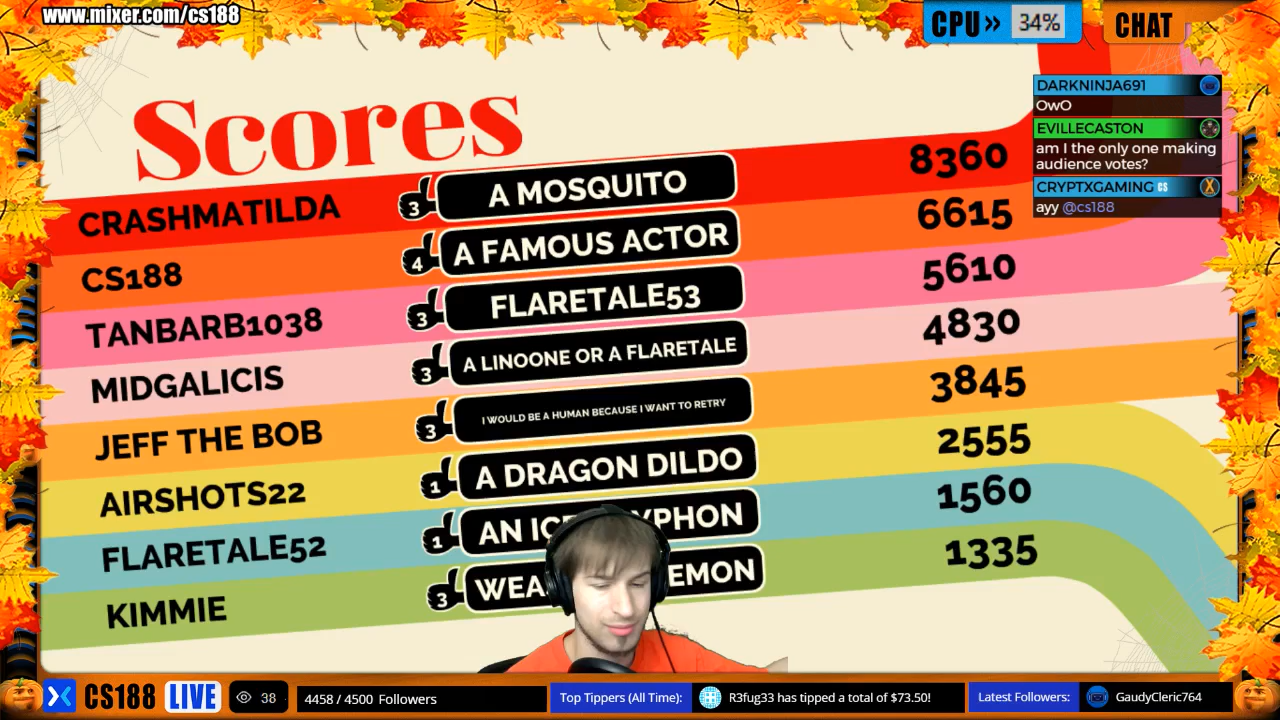 www.mixer.com/cs188
CPU» 34%
CHAT
DARKNINJA691
OwO
EVILLECASTON
am I the only one making
audience votes?
CRYPTXGAMING CS
ayy @cs188
Scores
CRASHMATILDA 3 A MOSQUITO 8360
CS188 4 A FAMOUS ACTOR 6615
TANBARB1038 3 FLARETALE53 5610
MIDGALICIS 3 A LINOONE OR A FLARETALE 4830
JEFF THE BOB 3 I WOULD BE A HUMAN BECAUSE I WANT TO RETRY 3845
AIRSHOTS22 1 A DRAGON DILDO 2555
FLARETALE52 1 AN 1560
KIMMIE 3 1335
CS188 LIVE 38 4458 / 4500 Followers Top Tippers (All Time): R3fug33 has tipped a total of $73.50! Latest Followers: GaudyCleric764